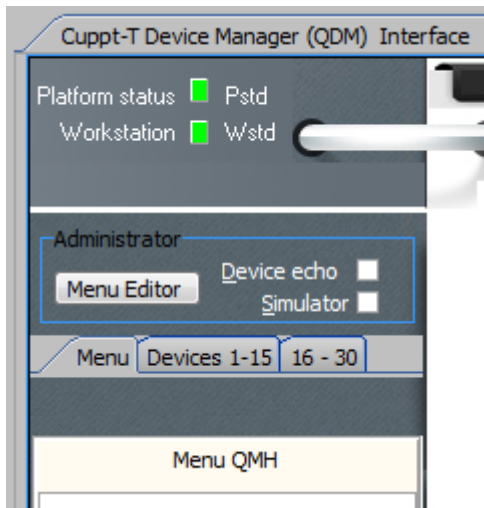 Cuppt-T Device Manager (QDM) Interface
Platform status Pstd
Workstation Wstd
Administrator
Menu Editor
Device echo
Simulator
Menu Devices 1-15 16 - 30
Menu QMH